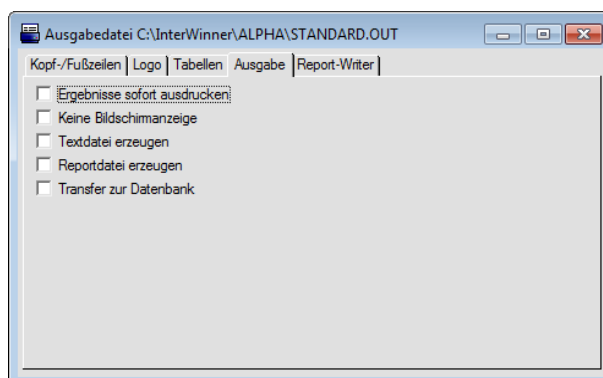 Ausgabedatei C:\InterWinner\ALPHA\STANDARD.OUT
Kopf-/Fußzeilen Logo Tabellen Ausgabe Report-Writer
Ergebnisse sofort ausdrucken
Keine Bildschirmanzeige
Textdatei erzeugen
Reportdatei erzeugen
Transfer zur Datenbank